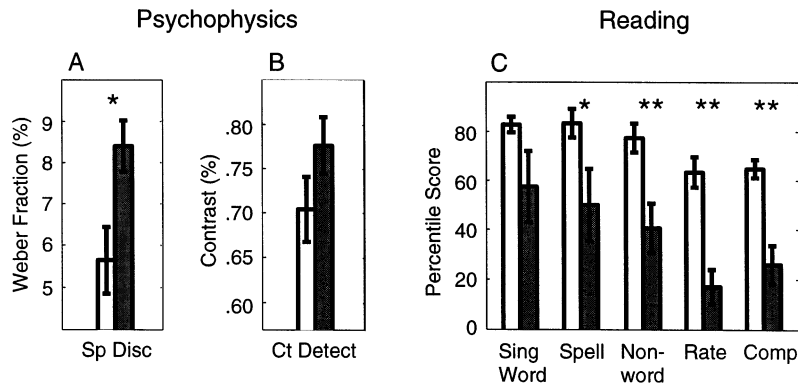 Psychophysics
Reading
A
B
C
Weber Fraction (%)
9
8
7
6
5
*
Sp Disc
Contrast (%)
.80
.75
.70
.65
.60
Ct Detect
Percentile Score
80
60
40
20
0
* ** ** **
Sing Word
Spell
Non-word
Rate
Comp